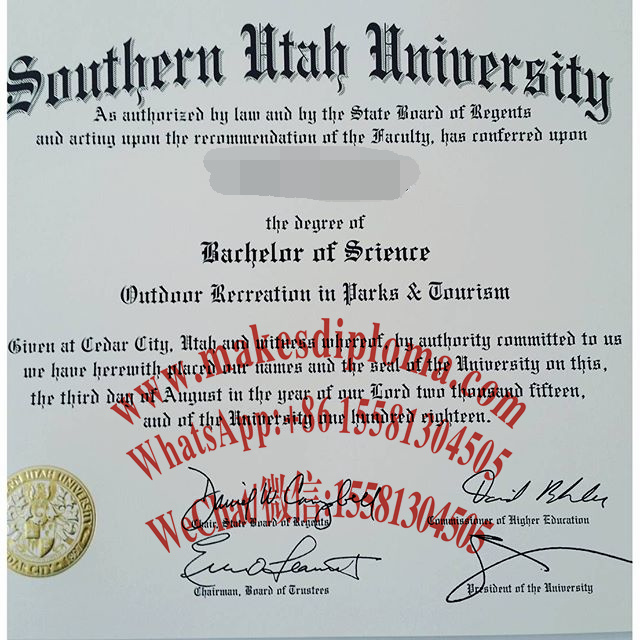 Southern Utah University
As authorized by law and by the State Board of Regents
and acting upon the recommendation of the Faculty, has conferred upon
the degree of
Bachelor of Science
Outdoor Recreation in Parks & Tourism
Given at Cedar City, Utah and witness whereof, by authority committed to us
we have herewith placed our names and the seal of the University on this,
the third day of August in the year of our Lord two thousand fifteen,
and of the University one hundred eighteen.
www.makesdiploma.com
WhatsApp:+86 15581304505
WeChat微信:15581304505
Chair, State Board of Regents
Commissioner of Higher Education
Chairman, Board of Trustees
President of the University
UTAH UNIVERSITY